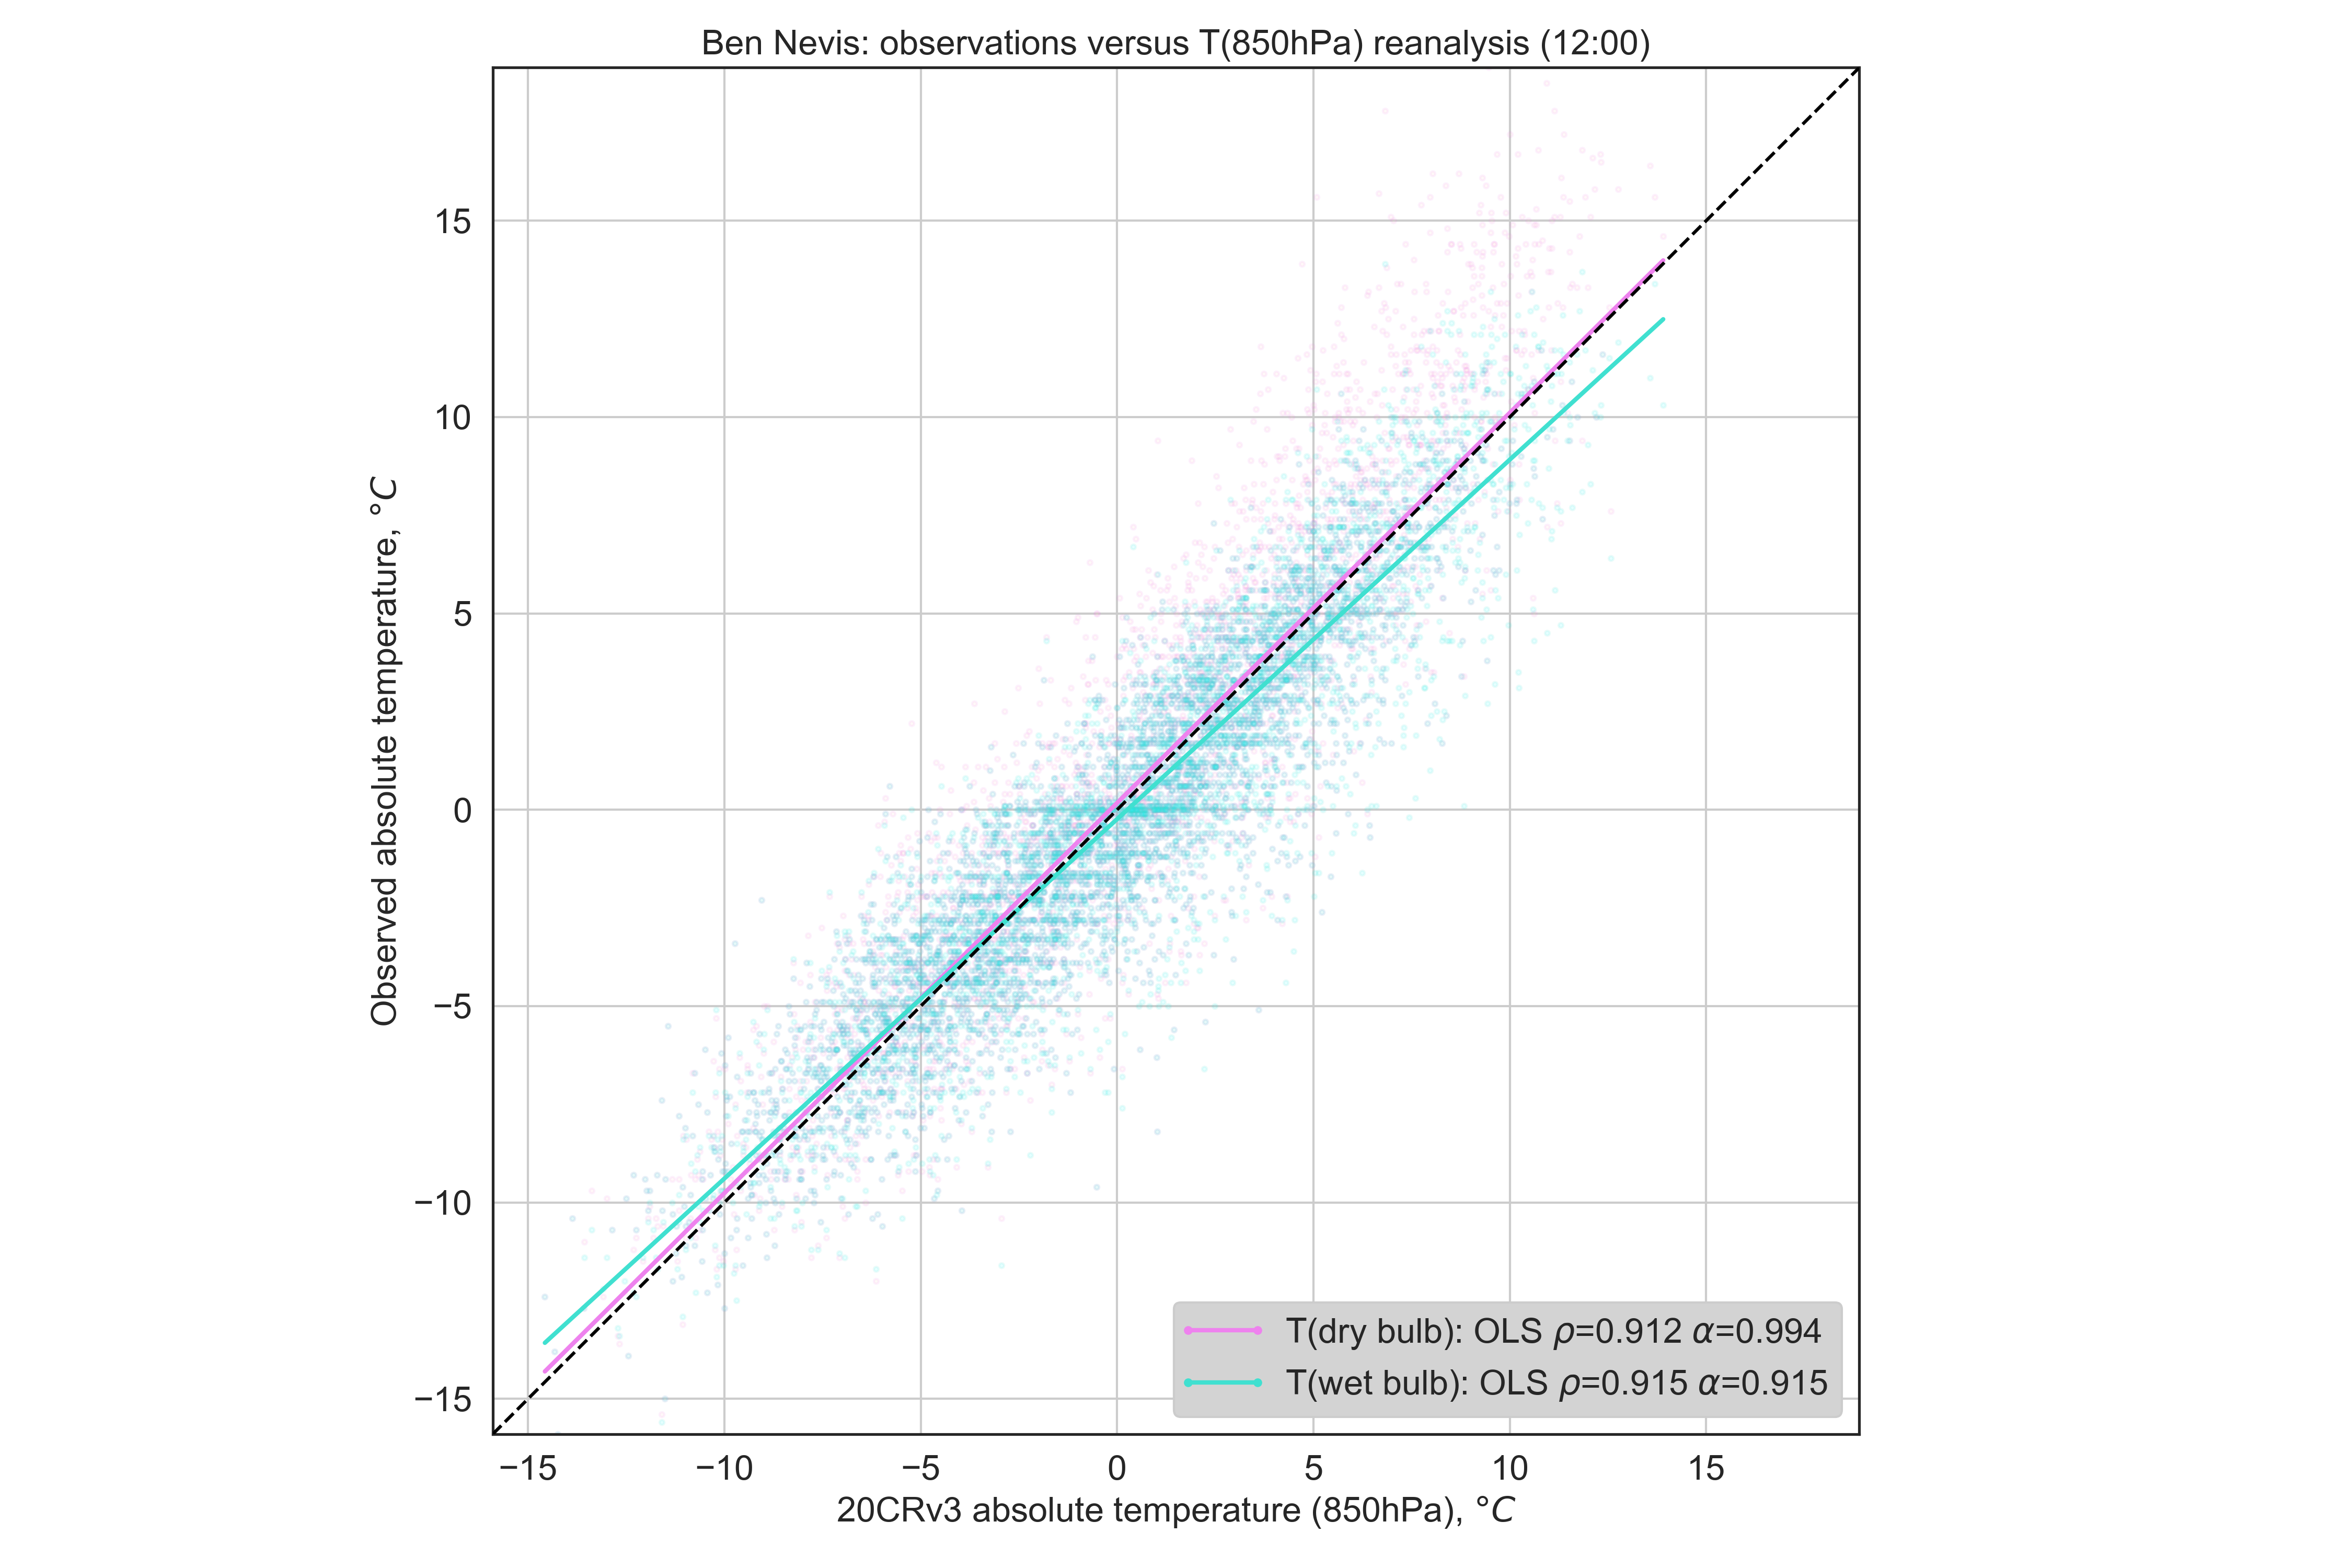 Ben Nevis: observations versus T(850hPa) reanalysis (12:00)
15
10
5
0
−5
−10
−15
Observed absolute temperature, °C
T(dry bulb): OLS ρ=0.912 α=0.994
T(wet bulb): OLS ρ=0.915 α=0.915
−15 −10 −5 0 5 10 15
20CRv3 absolute temperature (850hPa), °C